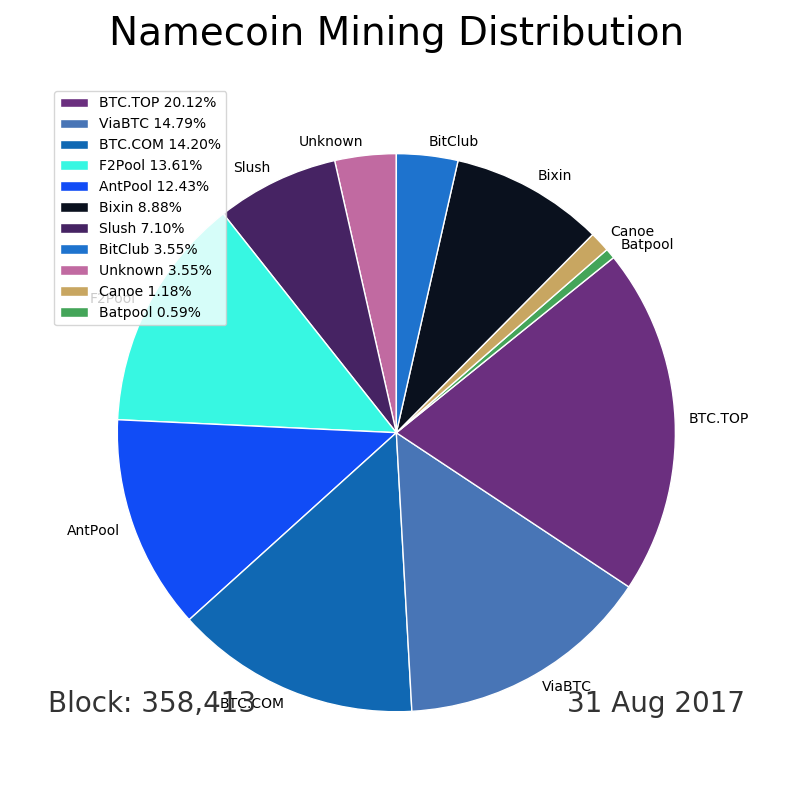 Namecoin Mining Distribution
BTC.TOP 20.12%
ViaBTC 14.79%
BTC.COM 14.20%
F2Pool 13.61%
AntPool 12.43%
Bixin 8.88%
Slush 7.10%
BitClub 3.55%
Unknown 3.55%
Canoe 1.18%
Batpool 0.59%
Unknown
BitClub
Slush
Bixin
Canoe
Batpool
F2Pool
BTC.TOP
AntPool
ViaBTC
BTC.COM
Block: 358,413
31 Aug 2017